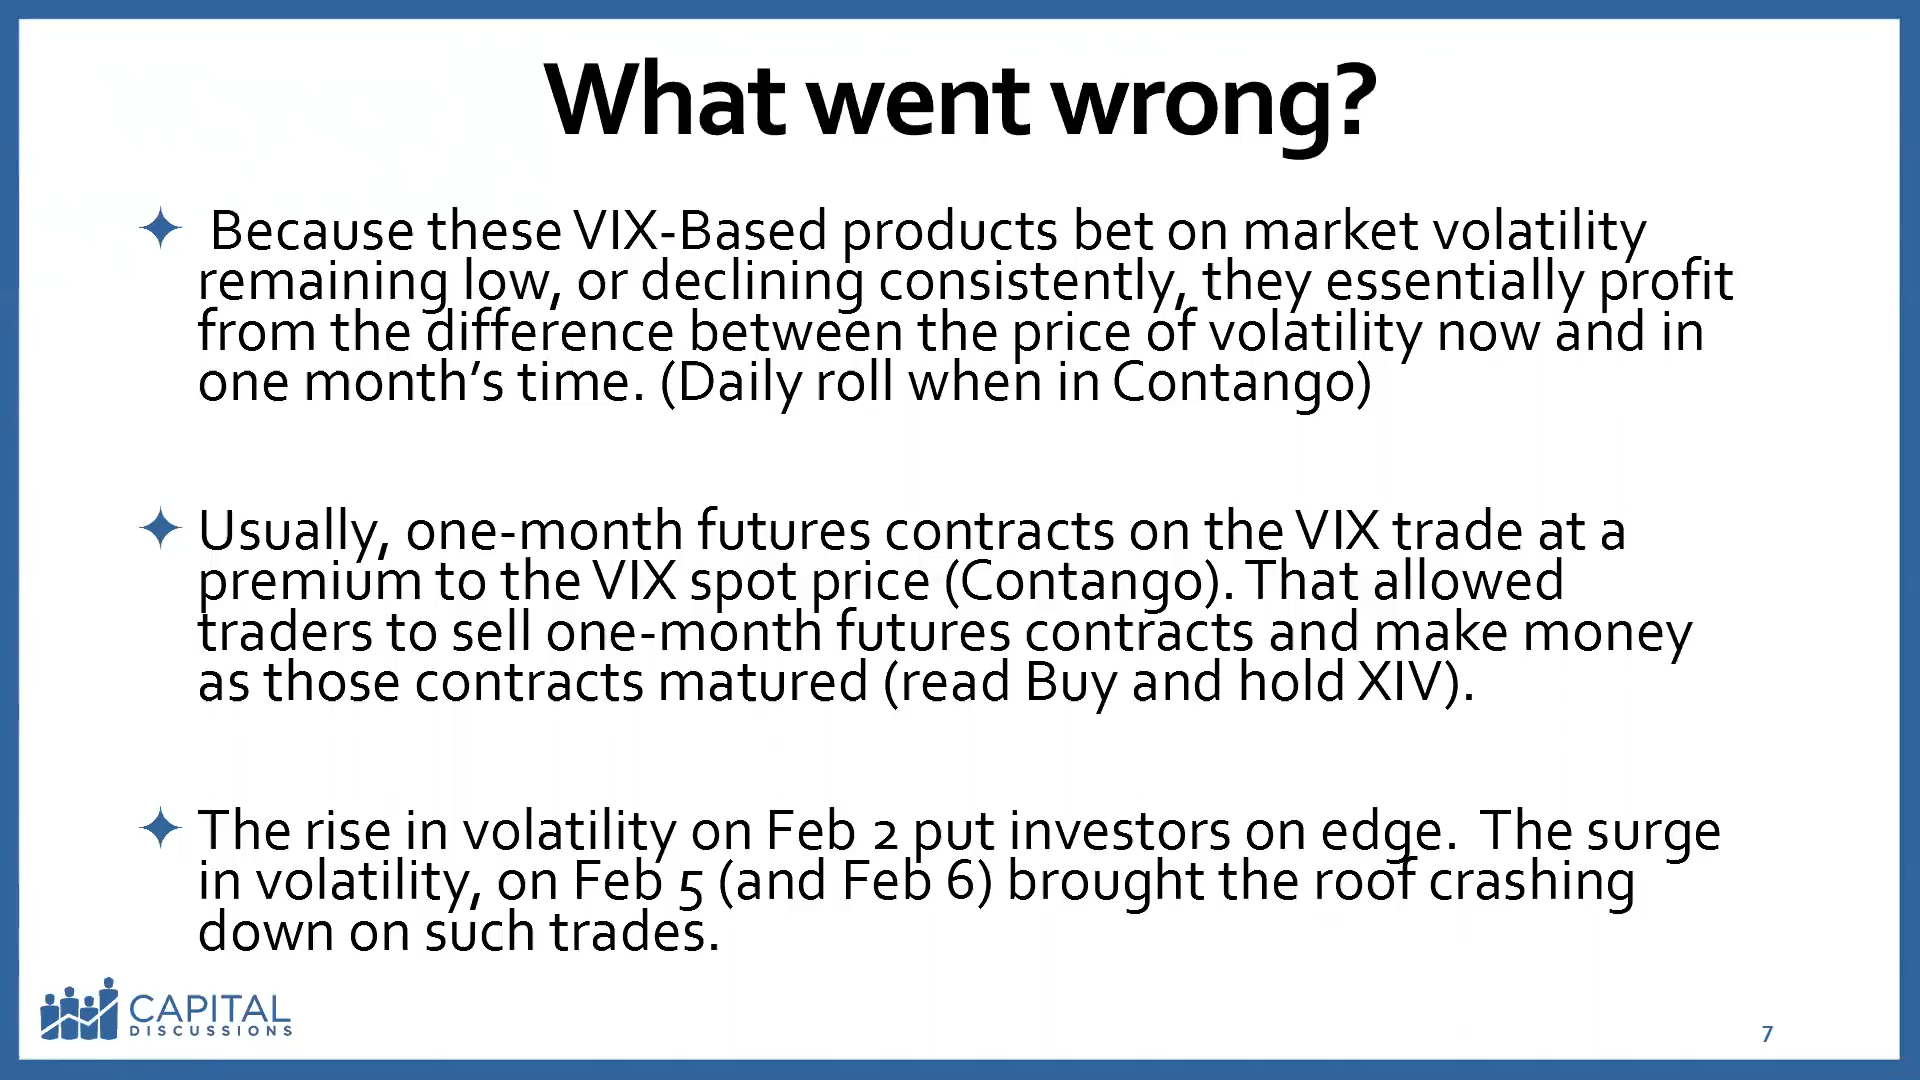 What went wrong?
Because these VIX-Based products bet on market volatility
remaining low, or declining consistently, they essentially profit
from the difference between the price of volatility now and in
one month’s time. (Daily roll when in Contango)
Usually, one-month futures contracts on the VIX trade at a
premium to the VIX spot price (Contango). That allowed
traders to sell one-month futures contracts and make money
as those contracts matured (read Buy and hold XIV).
The rise in volatility on Feb 2 put investors on edge.  The surge
in volatility, on Feb 5 (and Feb 6) brought the roof crashing
down on such trades.
CAPITAL
DISCUSSIONS
7